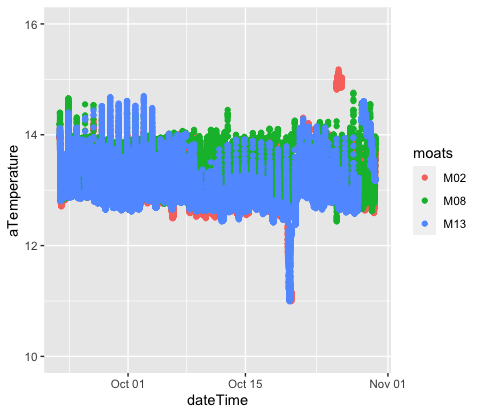 16
14
12
10
aTemperature
Oct 01
Oct 15
Nov 01
dateTime
moats
M02
M08
M13